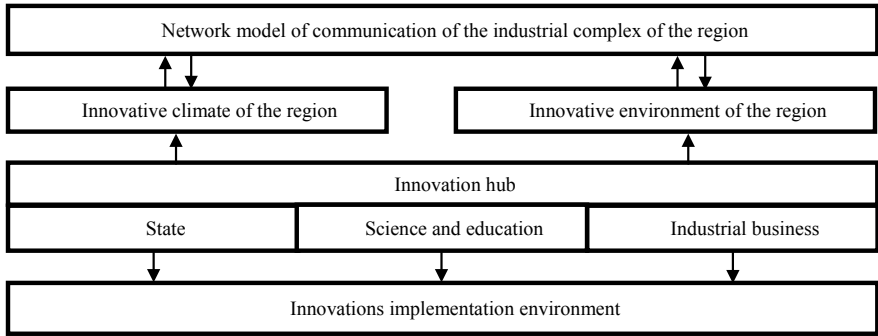 Network model of communication of the industrial complex of the region
Innovative climate of the region
Innovative environment of the region
Innovation hub
State
Science and education
Industrial business
Innovations implementation environment